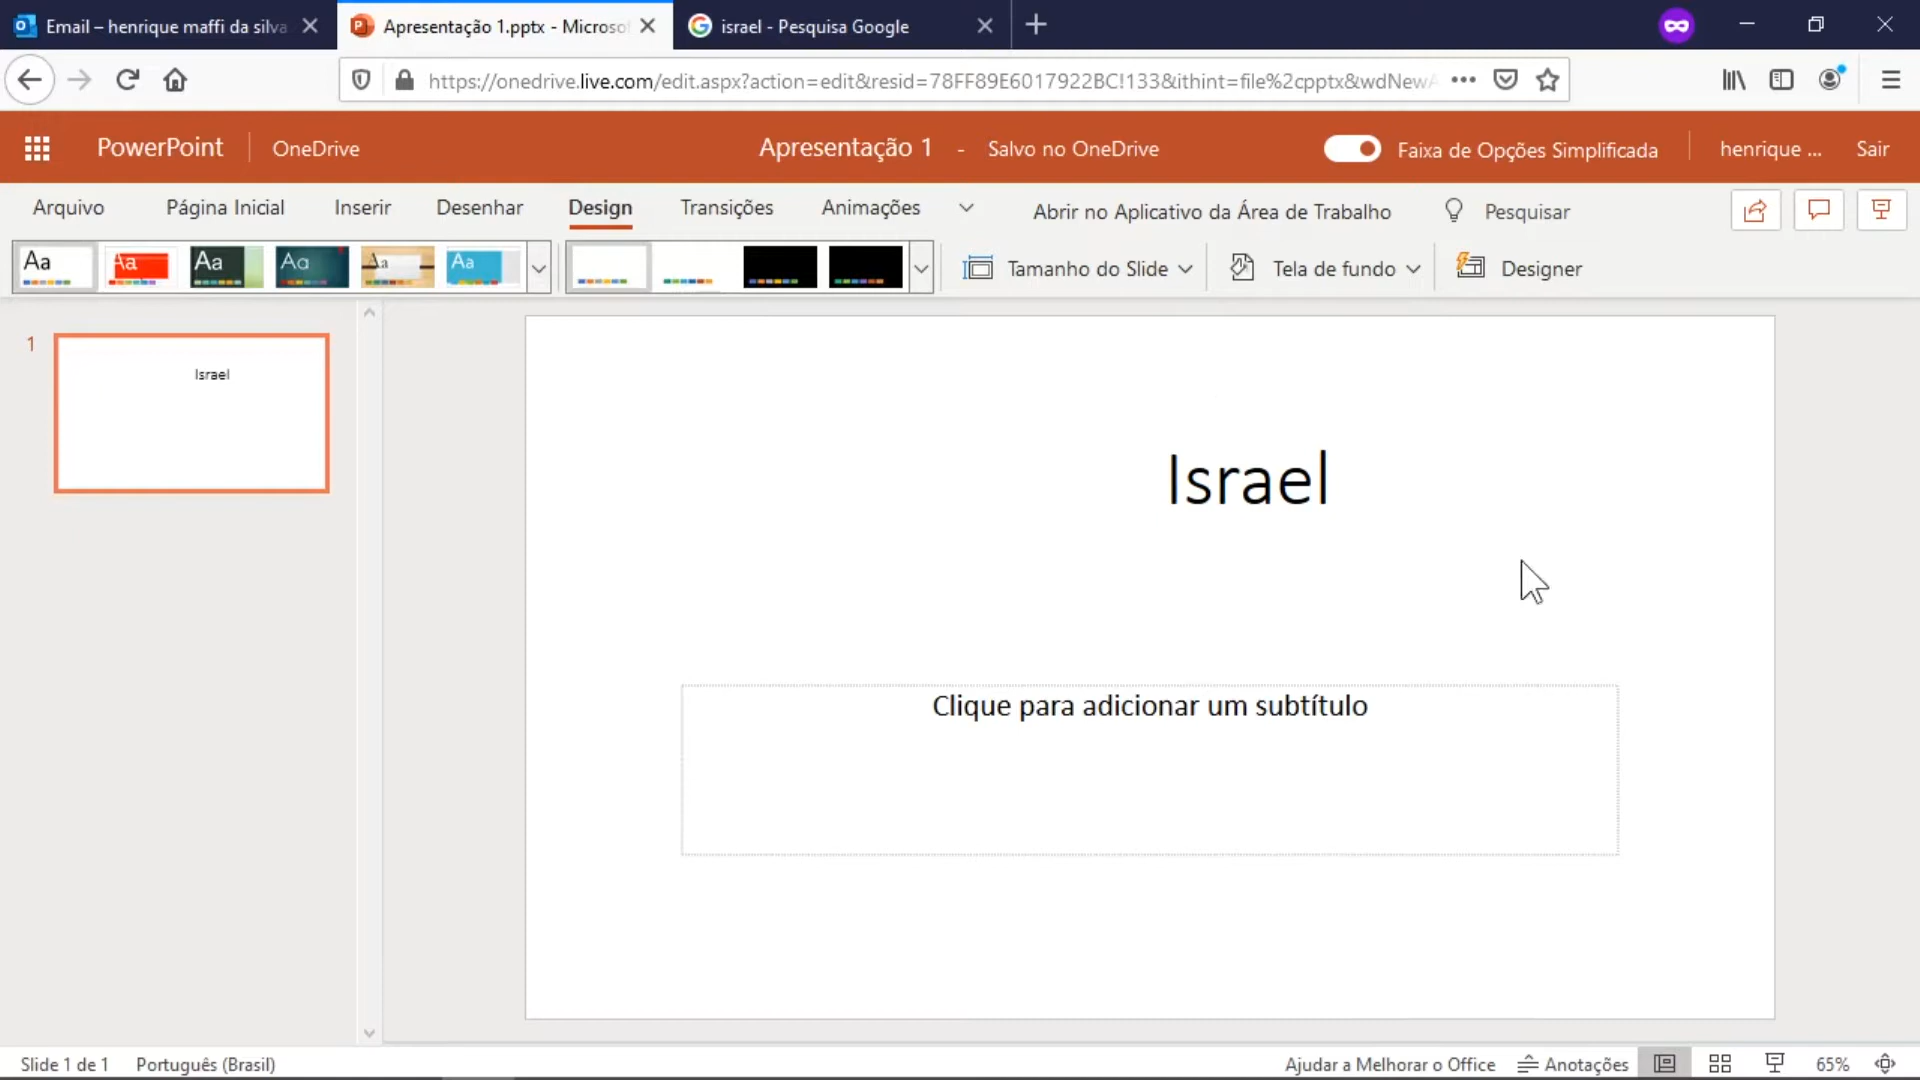 Email – henrique maffi da silva
Apresentação 1.pptx - Microsof
israel - Pesquisa Google
https://onedrive.live.com/edit.aspx?action=edit&resid=78FF89E6017922BC!133&ithint=file%2cpptx&wdNewA
PowerPoint
OneDrive
Apresentação 1 - Salvo no OneDrive
Faixa de Opções Simplificada
henrique ...
Sair
Arquivo
Página Inicial
Inserir
Desenhar
Design
Transições
Animações
Abrir no Aplicativo da Área de Trabalho
Pesquisar
Aa
Aa
Aa
Aa
Aa
Aa
Tamanho do Slide
Tela de fundo
Designer
1
Israel
Israel
Clique para adicionar um subtítulo
Slide 1 de 1
Português (Brasil)
Ajudar a Melhorar o Office
Anotações
65%